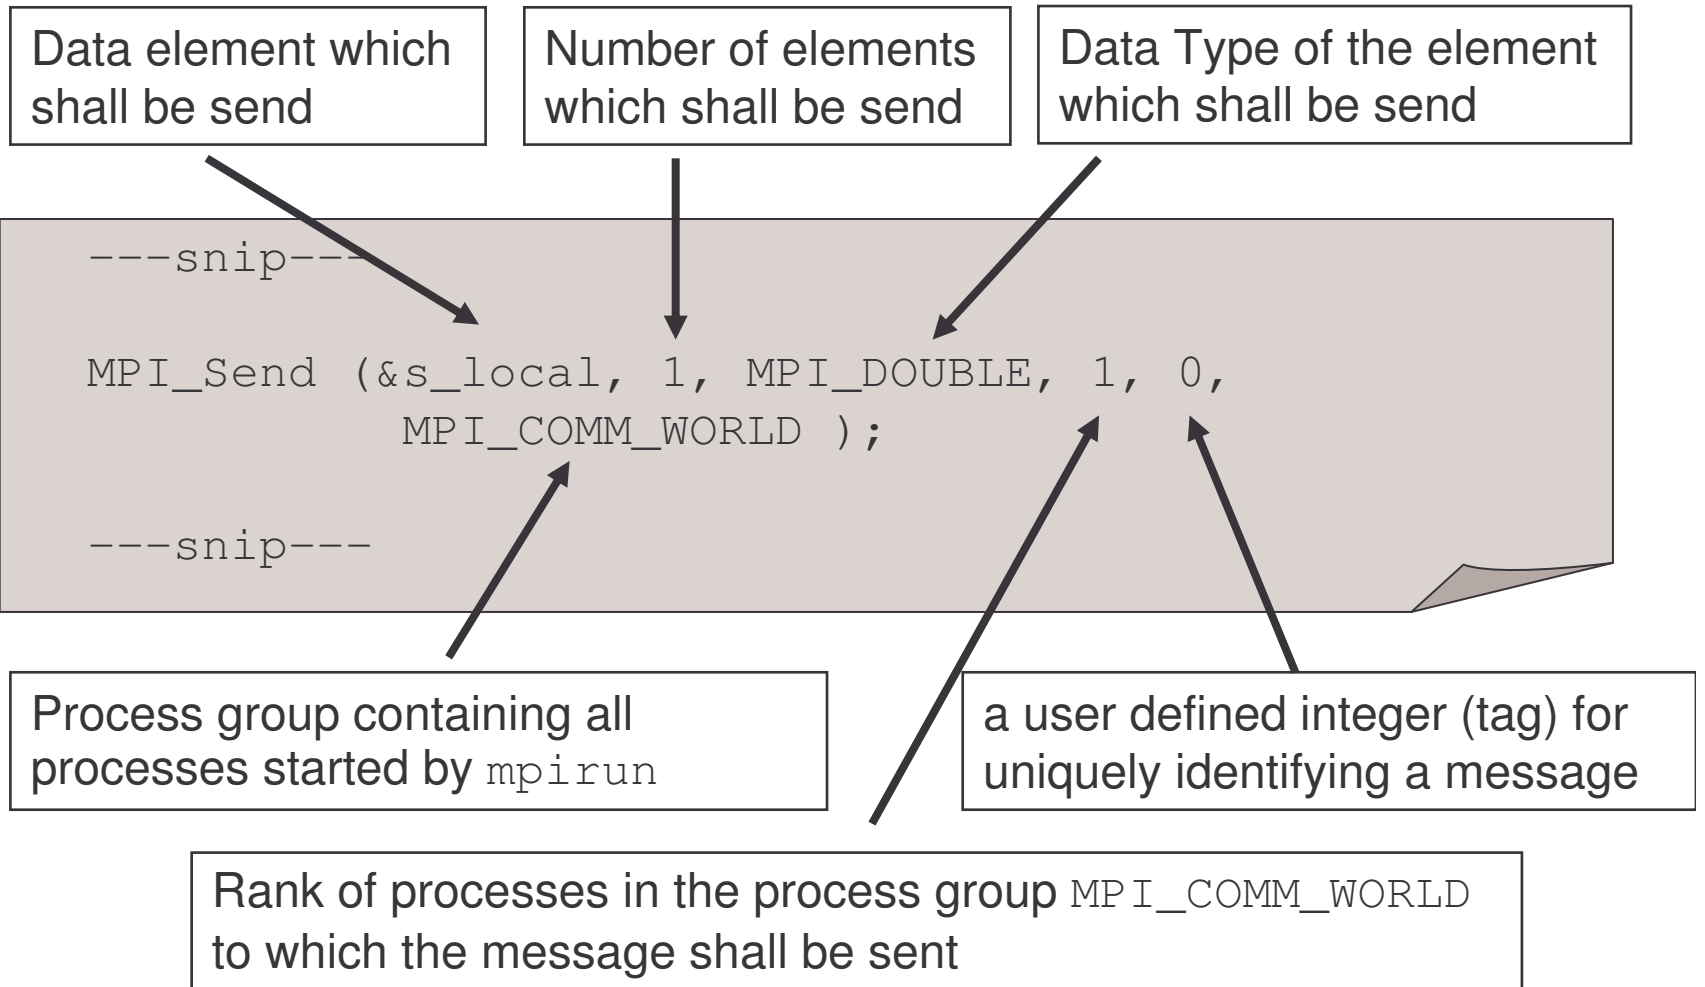 Data element which
shall be send
Number of elements
which shall be send
Data Type of the element
which shall be send
---snip---
MPI_Send (&s_local, 1, MPI_DOUBLE, 1, 0,
MPI_COMM_WORLD );
---snip---
Process group containing all
processes started by mpirun
a user defined integer (tag) for
uniquely identifying a message
Rank of processes in the process group MPI_COMM_WORLD
to which the message shall be sent